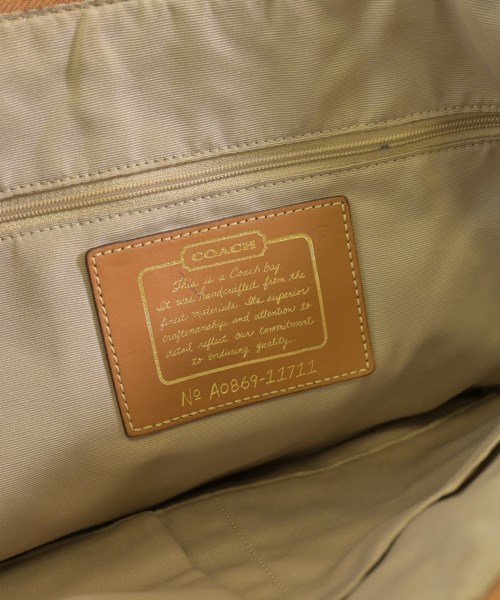 COACH
This is a Coach bag
It was handcrafted from the
finest materials. Its superior
craftsmanship and attention to
detail reflect our commitment
to enduring quality.
No A0869-11711